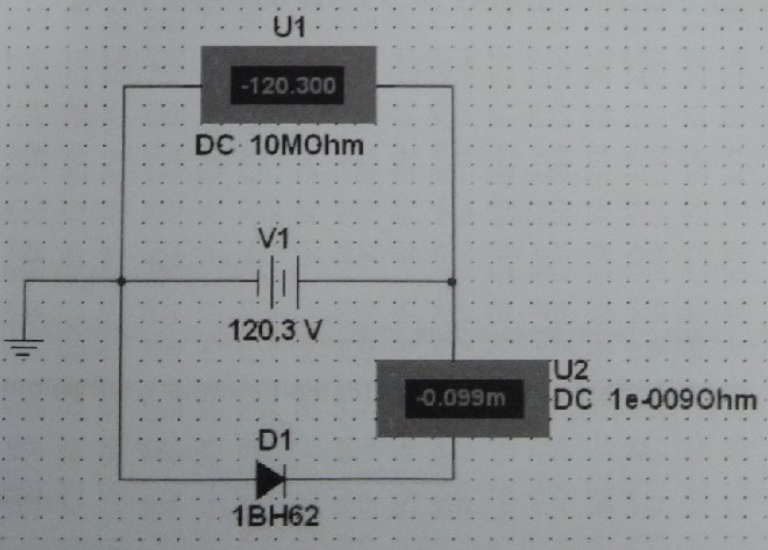 U1
-120.300
DC 10MOhm
V1
120.3 V
U2
-0.099m
DC 1e-009Ohm
D1
1BH62